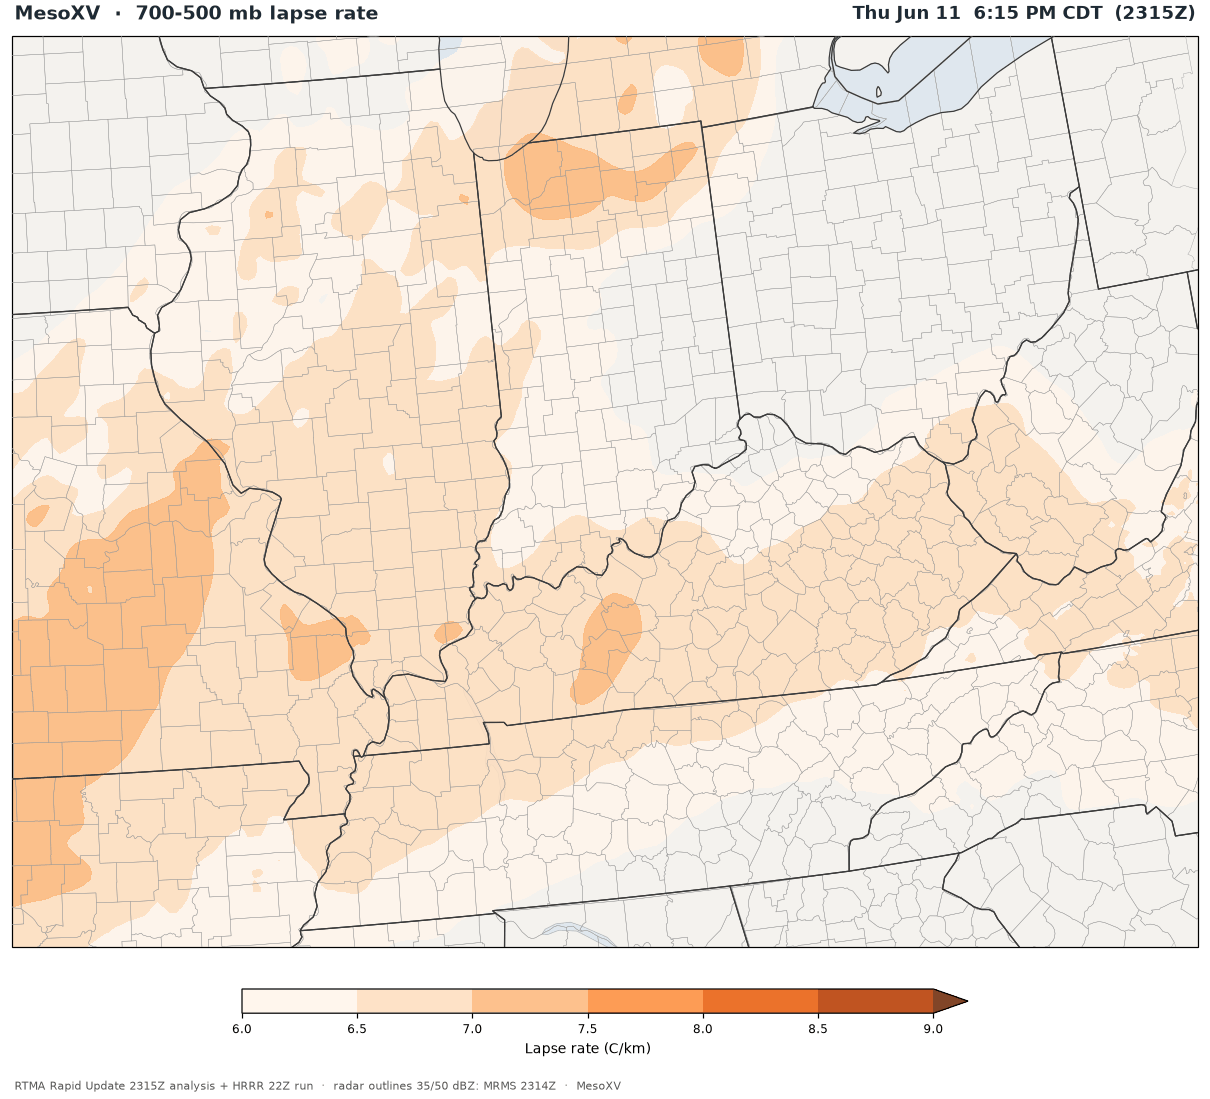 MesoXV · 700-500 mb lapse rate
Thu Jun 11 6:15 PM CDT (2315Z)
6.0 6.5 7.0 7.5 8.0 8.5 9.0
Lapse rate (C/km)
RTMA Rapid Update 2315Z analysis + HRRR 22Z run · radar outlines 35/50 dBZ: MRMS 2314Z · MesoXV